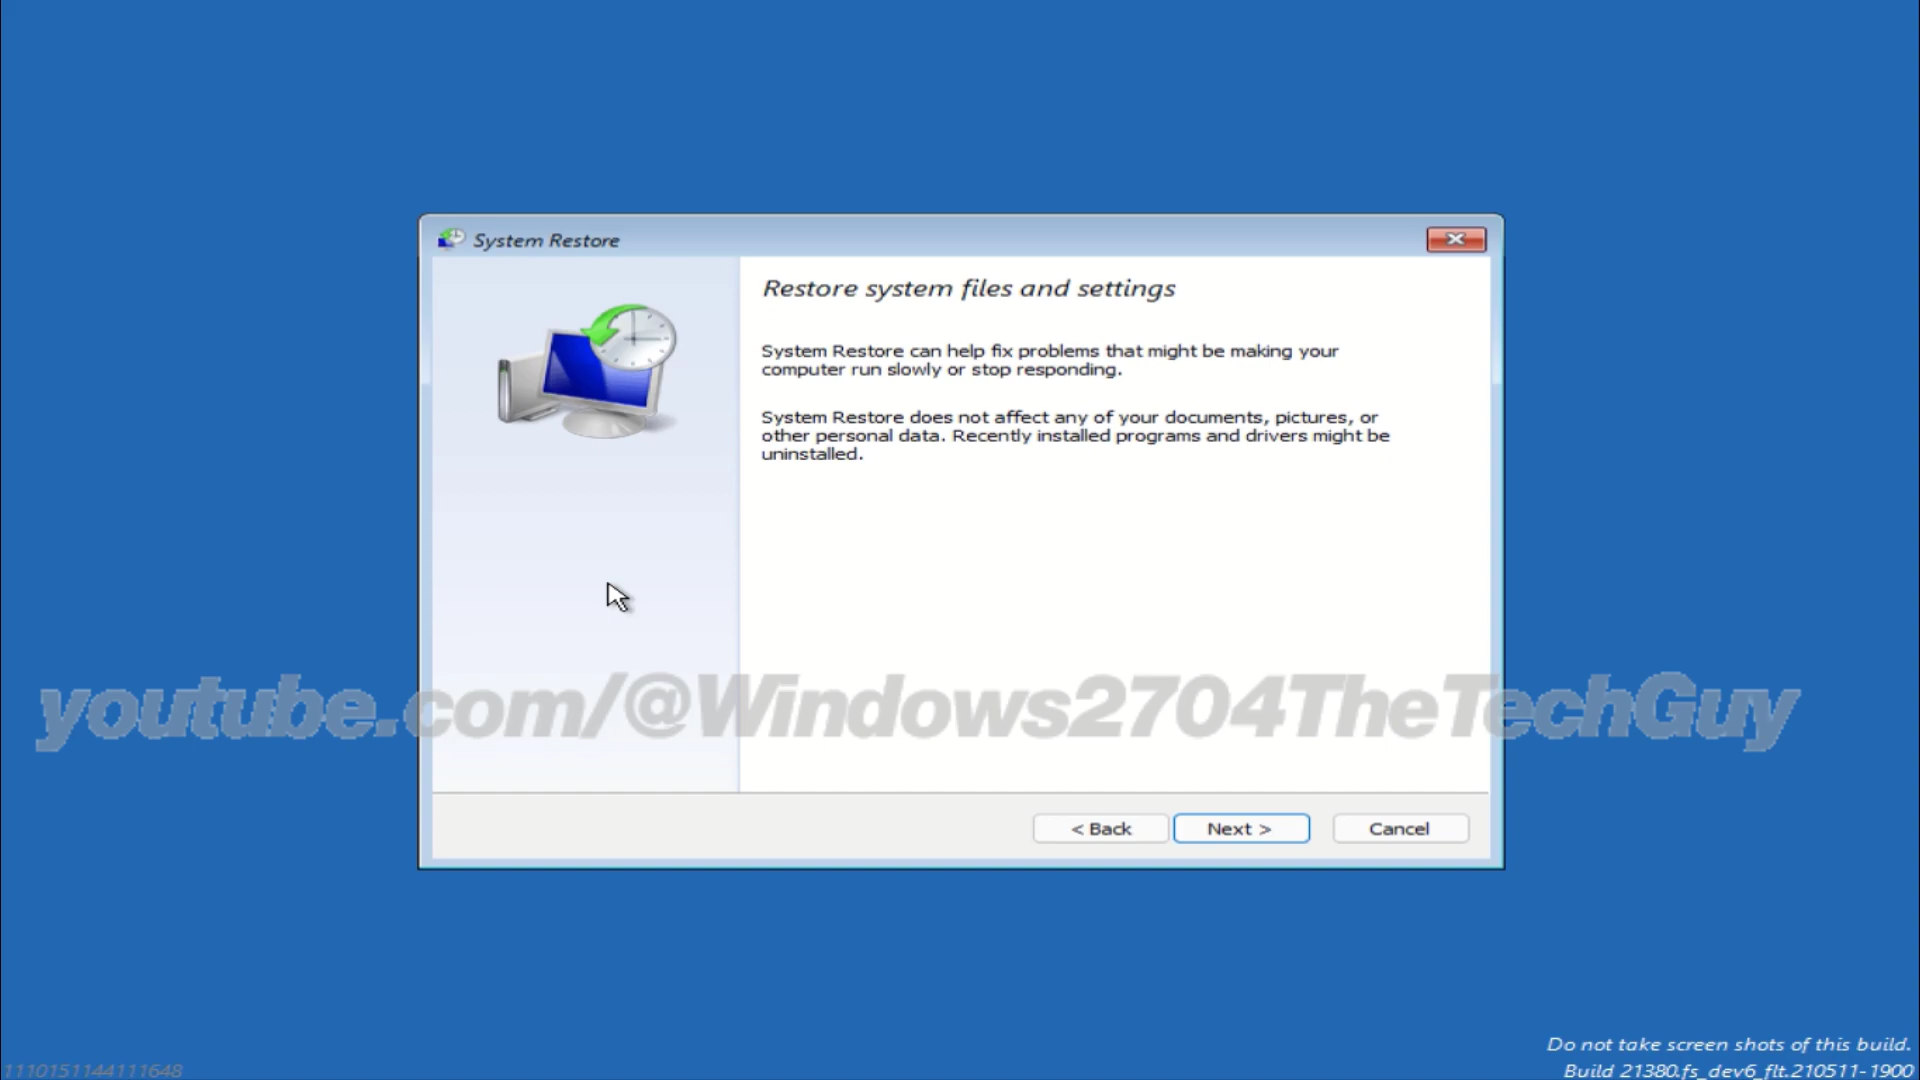 System Restore
Restore system files and settings
System Restore can help fix problems that might be making your
computer run slowly or stop responding.
System Restore does not affect any of your documents, pictures, or
other personal data. Recently installed programs and drivers might be
uninstalled.
youtube.com/@Windows2704TheTechGuy
< Back
Next >
Cancel
Do not take screen shots of this build.
1110151144111648
Build 21380.fs_dev6_flt.210511-1900